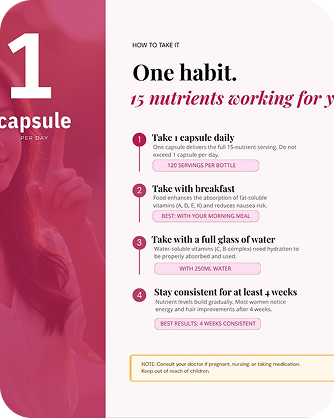 1
capsule
PER DAY
HOW TO TAKE IT
One habit.
15 nutrients working for y
1
Take 1 capsule daily
One capsule delivers the full 15-nutrient serving. Do not
exceed 1 capsule per day.
120 SERVINGS PER BOTTLE
2
Take with breakfast
Food enhances the absorption of fat-soluble
vitamins (A, D, E, K) and reduces nausea risk.
BEST: WITH YOUR MORNING MEAL
3
Take with a full glass of water
Water-soluble vitamins (C, B complex) need hydration to
be properly absorbed and used.
WITH 250ML WATER
4
Stay consistent for at least 4 weeks
Nutrient levels build gradually. Most women notice
energy and hair improvements after 4 weeks.
BEST RESULTS: 4 WEEKS CONSISTENT
NOTE: Consult your doctor if pregnant, nursing, or taking medication.
Keep out of reach of children.